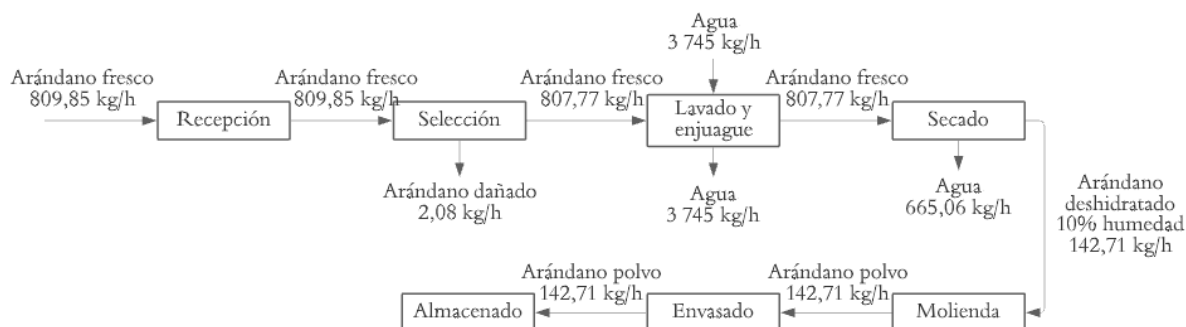 Agua
3 745 kg/h
Arándano fresco
809,85 kg/h
Arándano fresco
809,85 kg/h
Arándano fresco
807,77 kg/h
Arándano fresco
807,77 kg/h
Recepción
Selección
Lavado y
enjuague
Secado
Arándano dañado
2,08 kg/h
Agua
3 745 kg/h
Agua
665,06 kg/h
Arándano
deshidratado
10% humedad
142,71 kg/h
Arándano polvo
142,71 kg/h
Arándano polvo
142,71 kg/h
Almacenado
Envasado
Molienda